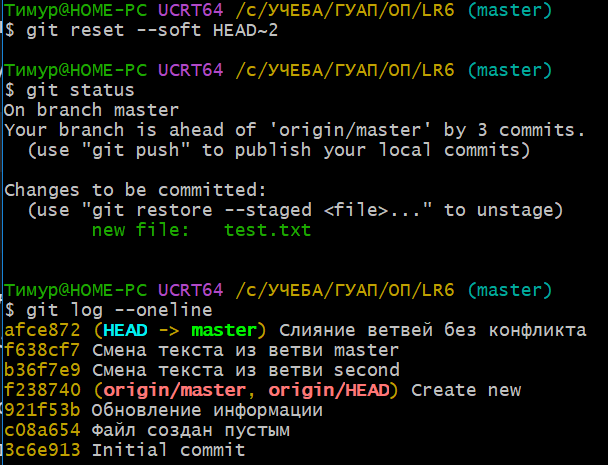 Тимур@HOME-PC UCRT64 /c/УЧЕБА/ГУАП/ОП/LR6 (master)
$ git reset --soft HEAD~2
Тимур@HOME-PC UCRT64 /c/УЧЕБА/ГУАП/ОП/LR6 (master)
$ git status
On branch master
Your branch is ahead of 'origin/master' by 3 commits.
(use "git push" to publish your local commits)
Changes to be committed:
(use "git restore --staged <file>..." to unstage)
new file:   test.txt
Тимур@HOME-PC UCRT64 /c/УЧЕБА/ГУАП/ОП/LR6 (master)
$ git log --oneline
afce872 (HEAD -> master) Слияние ветвей без конфликта
f638cf7 Смена текста из ветви master
b36f7e9 Смена текста из ветви second
f238740 (origin/master, origin/HEAD) Create new
921f53b Обновление информации
c08a654 Файл создан пустым
3c6e913 Initial commit